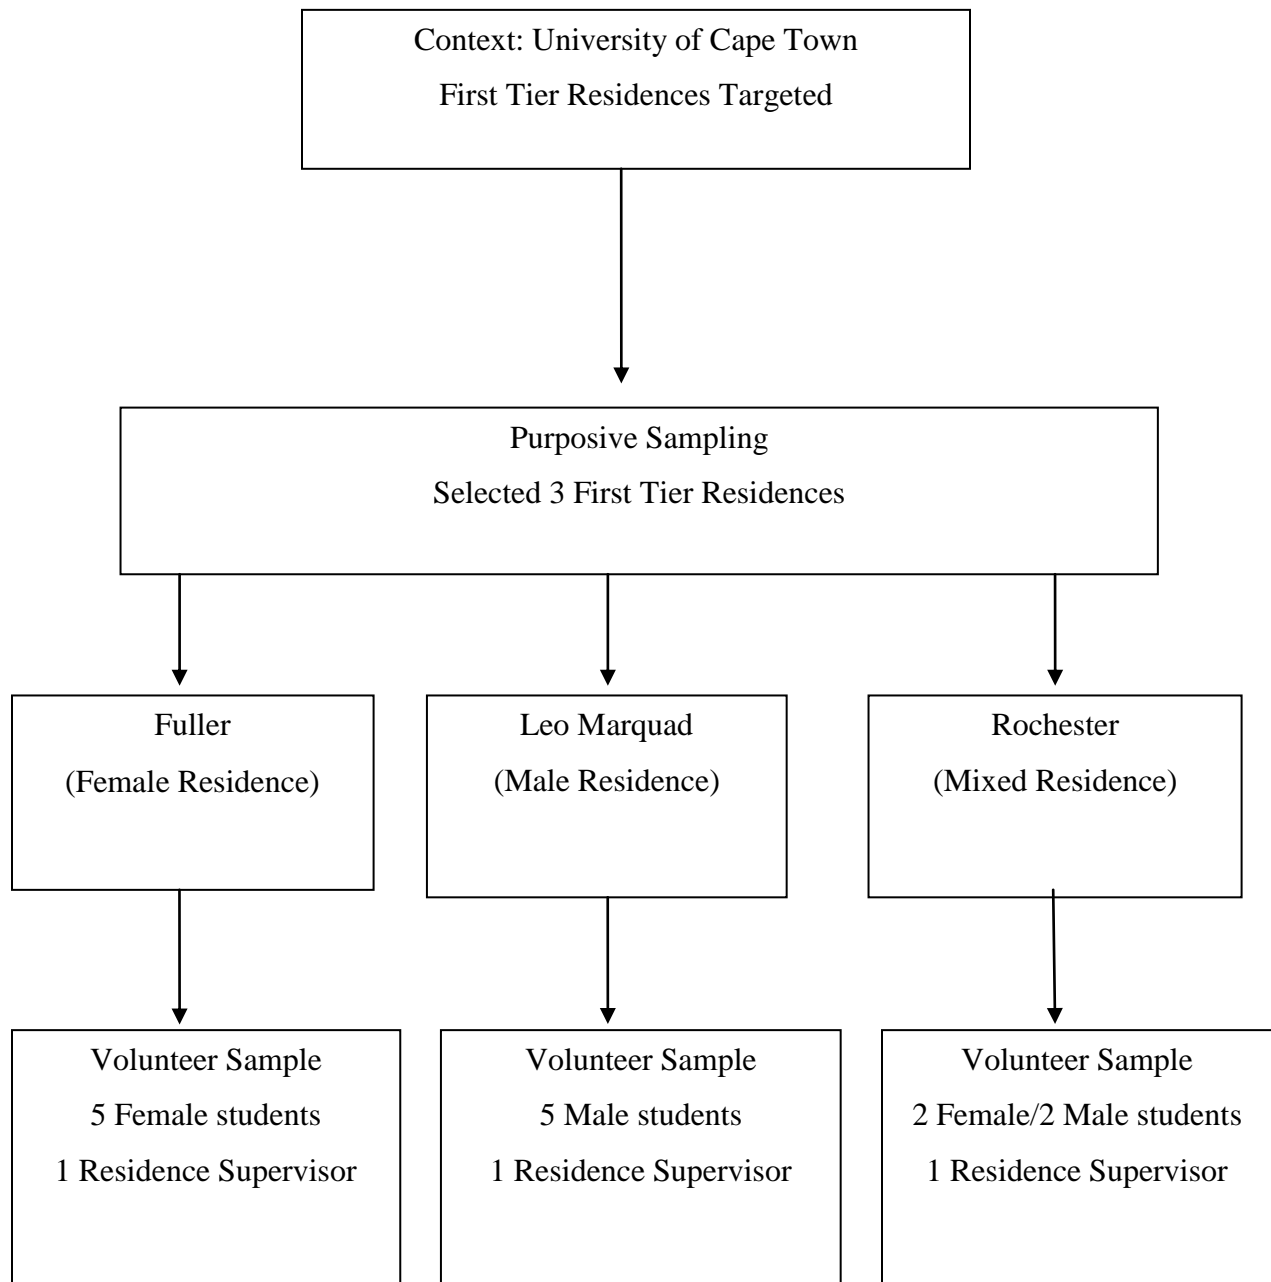 Context: University of Cape Town
First Tier Residences Targeted
Purposive Sampling
Selected 3 First Tier Residences
Fuller
(Female Residence)
Leo Marquad
(Male Residence)
Rochester
(Mixed Residence)
Volunteer Sample
5 Female students
1 Residence Supervisor
Volunteer Sample
5 Male students
1 Residence Supervisor
Volunteer Sample
2 Female/2 Male students
1 Residence Supervisor